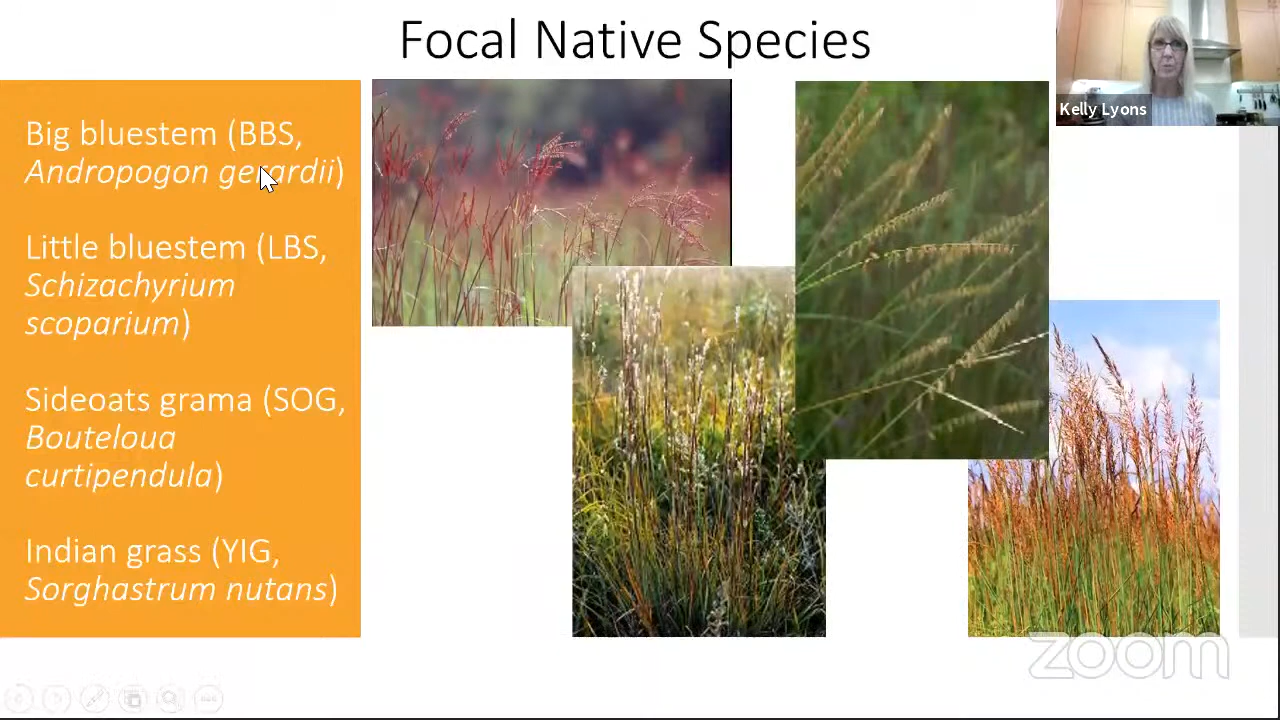 Focal Native Species
Kelly Lyons
Big bluestem (BBS,
Andropogon gerardii)
Little bluestem (LBS,
Schizachyrium
scoparium)
Sideoats grama (SOG,
Bouteloua
curtipendula)
Indian grass (YIG,
Sorghastrum nutans)
zoom